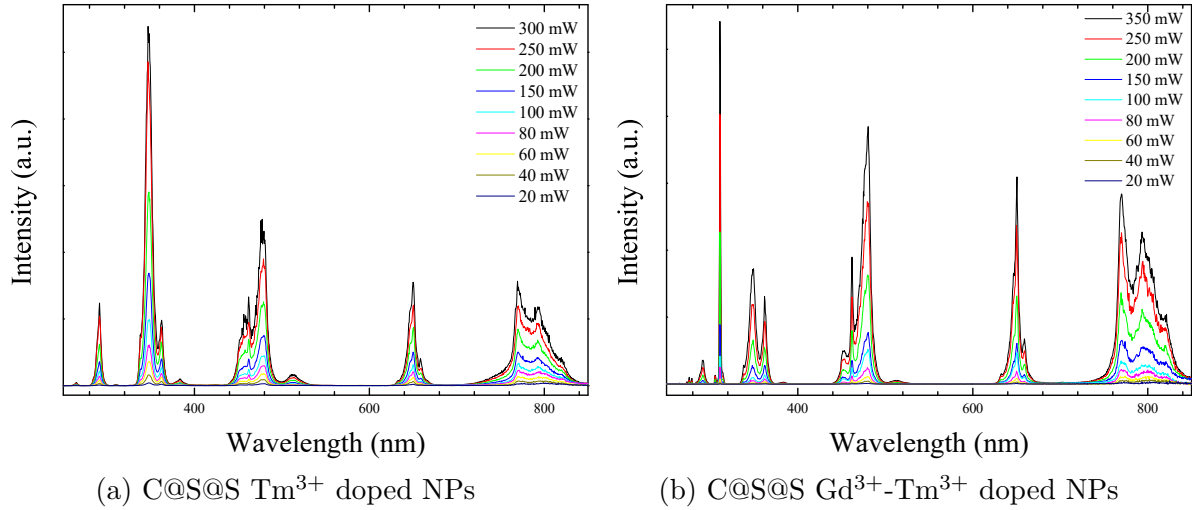 300 mW
250 mW
200 mW
150 mW
100 mW
80 mW
60 mW
40 mW
20 mW
Intensity (a.u.)
400
600
800
Wavelength (nm)
(a) C@S@S Tm³⁺ doped NPs
350 mW
250 mW
200 mW
150 mW
100 mW
80 mW
60 mW
40 mW
20 mW
Intensity (a.u.)
400
600
800
Wavelength (nm)
(b) C@S@S Gd³⁺-Tm³⁺ doped NPs